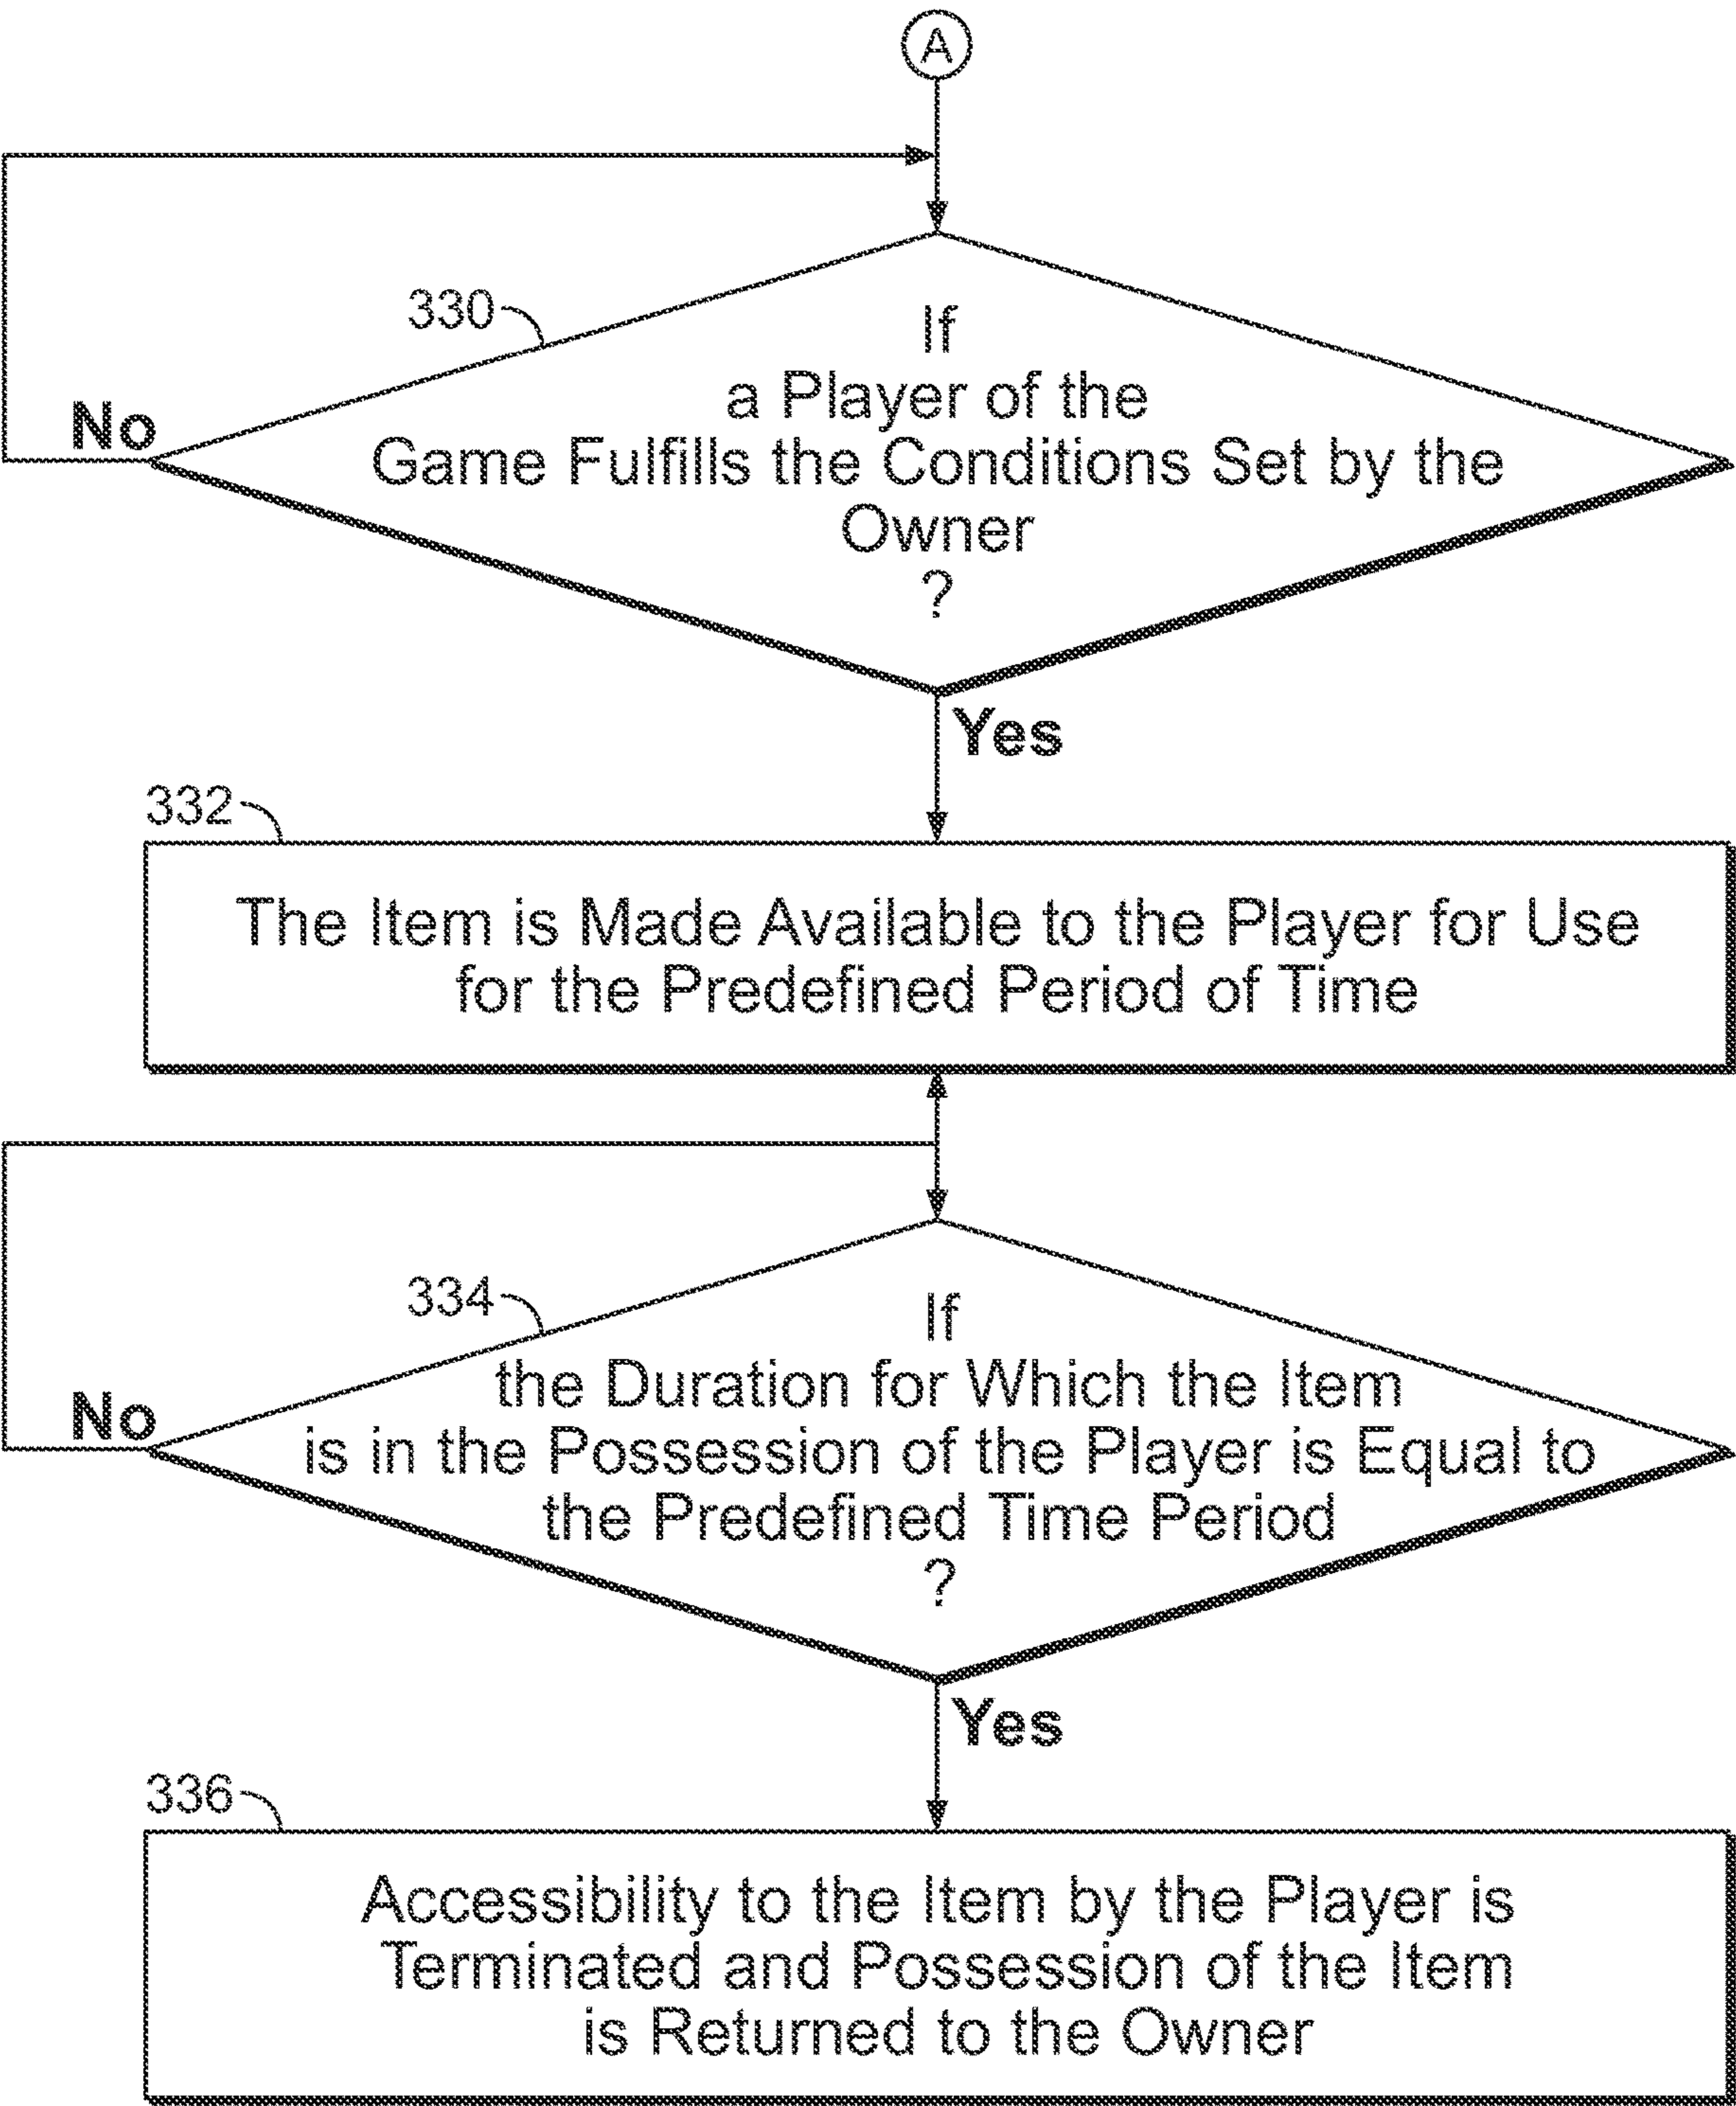 A
330
If
a Player of the
Game Fulfills the Conditions Set by the
Owner
?
No
Yes
332
The Item is Made Available to the Player for Use
for the Predefined Period of Time
334
If
the Duration for Which the Item
is in the Possession of the Player is Equal to
the Predefined Time Period
?
No
Yes
336
Accessibility to the Item by the Player is
Terminated and Possession of the Item
is Returned to the Owner